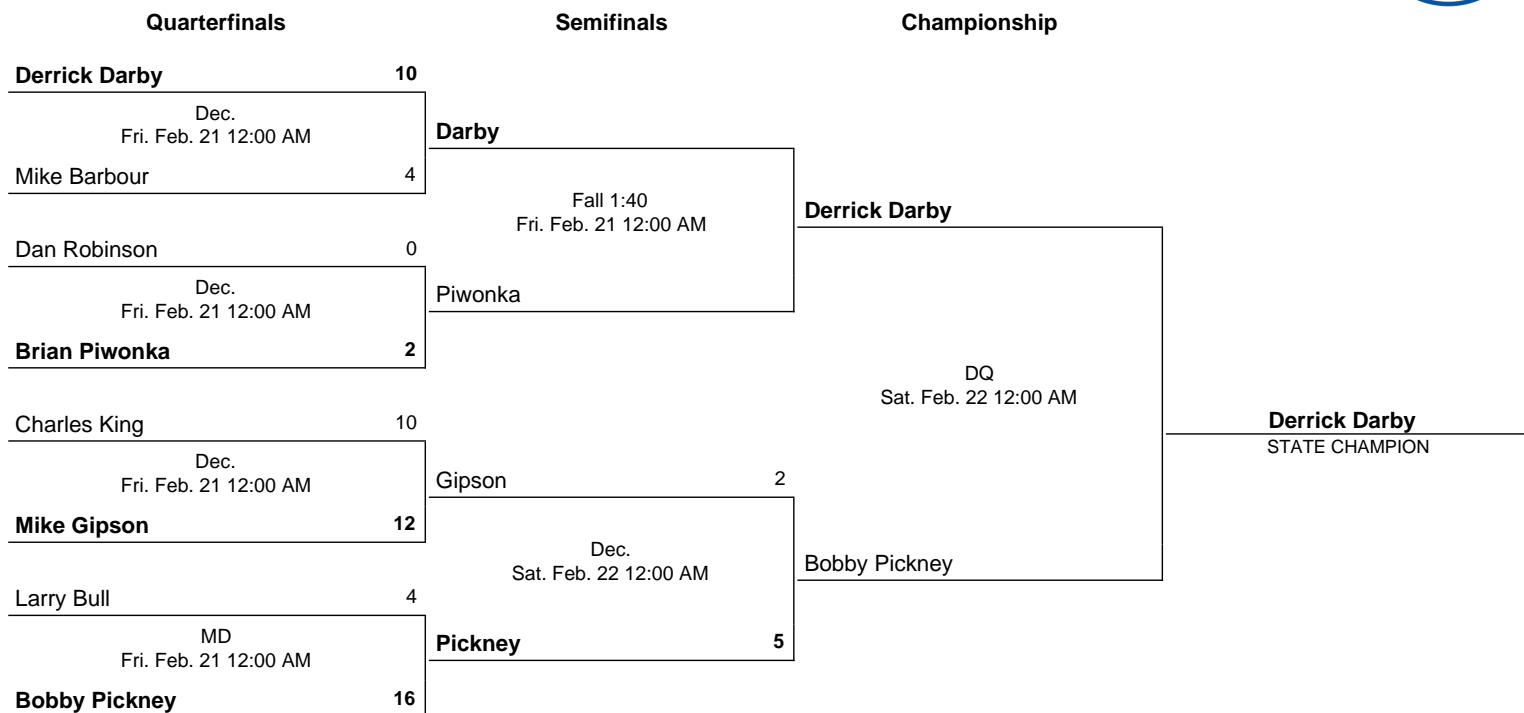 Quarterfinals Semifinals Championship
Derrick Darby 10
Dec.
Fri. Feb. 21 12:00 AM
Mike Barbour 4
Dan Robinson 0
Dec.
Fri. Feb. 21 12:00 AM
Brian Piwonka 2
Charles King 10
Dec.
Fri. Feb. 21 12:00 AM
Mike Gipson 12
Larry Bull 4
MD
Fri. Feb. 21 12:00 AM
Bobby Pickney 16
Darby
Fall 1:40
Fri. Feb. 21 12:00 AM
Piwonka
Gipson 2
Dec.
Sat. Feb. 22 12:00 AM
Pickney 5
Derrick Darby
DQ
Sat. Feb. 22 12:00 AM
Bobby Pickney
Derrick Darby
STATE CHAMPION